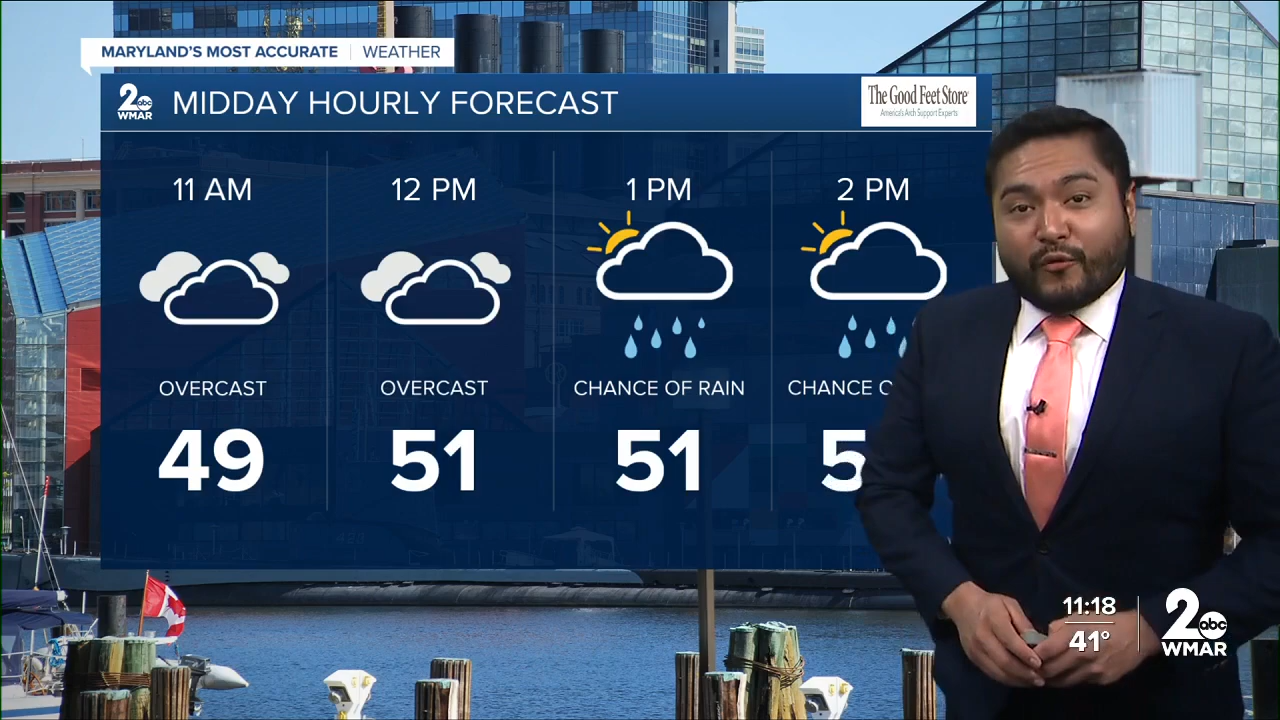 MARYLAND'S MOST ACCURATE | WEATHER
2 abc WMAR
MIDDAY HOURLY FORECAST
The Good Feet Store
America's Arch Support Experts
11 AM
12 PM
1 PM
2 PM
OVERCAST
OVERCAST
CHANCE OF RAIN
CHANCE O
49
51
51
5
11:18
41°
2 abc
WMAR